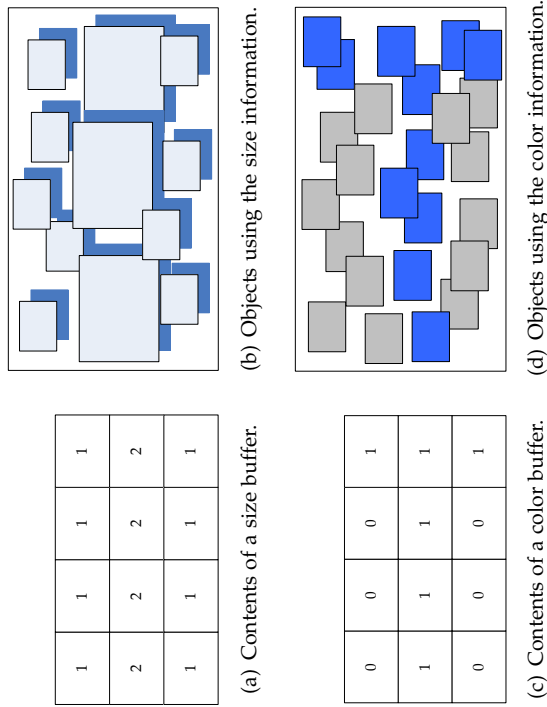 1 1 1 1
2 2 2 2
1 1 1 1
(a) Contents of a size buffer.
(b) Objects using the size information.
0 0 0 1
1 1 1 1
0 0 0 1
(c) Contents of a color buffer.
(d) Objects using the color information.